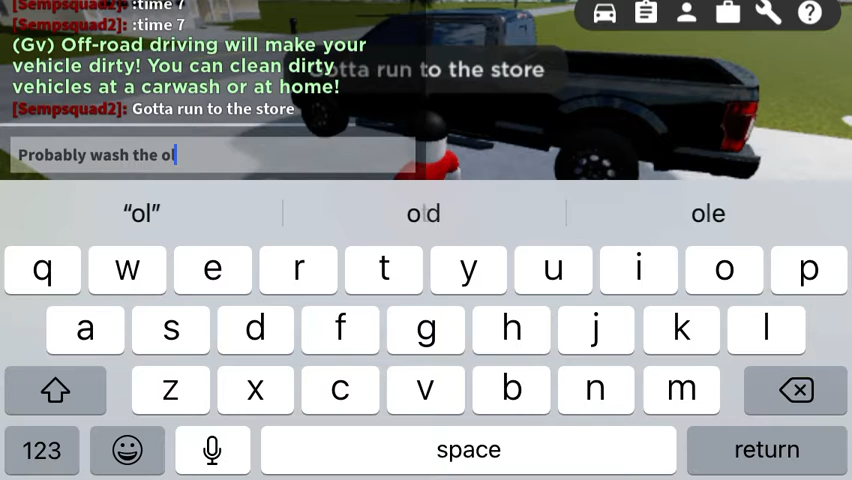 [Sempsquad2]: :time 7
:time 7
(Gv) Off-road driving will make your
vehicle dirty! You can clean dirty
vehicles at a carwash or at home!
[Sempsquad2]: Gotta run to the store
Gotta run to the store
Probably wash the ol
“ol” old ole
q w e r t y u i o p
a s d f g h j k l
z x c v b n m
123 space return